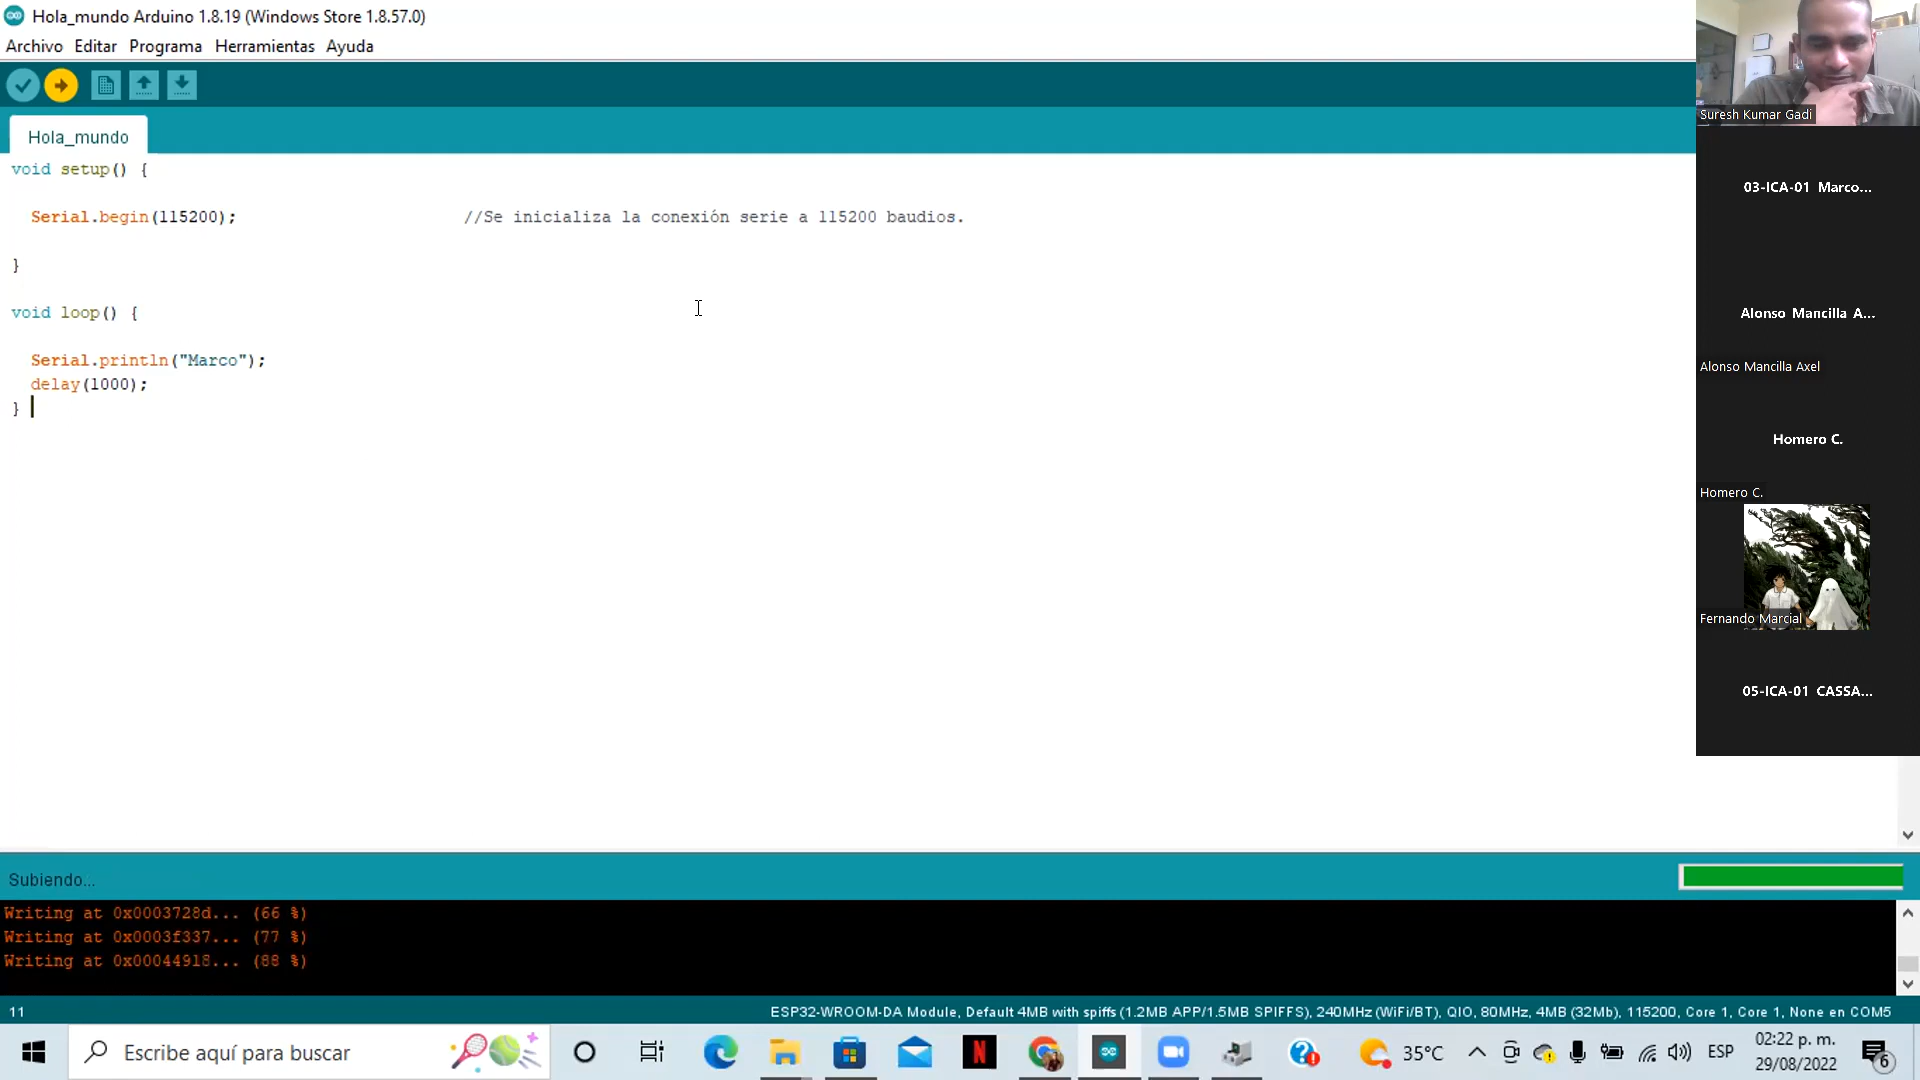 Hola_mundo Arduino 1.8.19 (Windows Store 1.8.57.0)
Archivo Editar Programa Herramientas Ayuda
Hola_mundo
void setup() {
Serial.begin(115200); //Se inicializa la conexión serie a 115200 baudios.
}
void loop() {
Serial.println("Marco");
delay(1000);
}
Suresh Kumar Gadi
03-ICA-01 Marco...
Alonso Mancilla A...
Alonso Mancilla Axel
Homero C.
Homero C.
Fernando Marcial
05-ICA-01 CASSA...
Subiendo...
Writing at 0x0003728d... (66 %)
Writing at 0x0003f337... (77 %)
Writing at 0x00044918... (88 %)
11 ESP32-WROOM-DA Module, Default 4MB with spiffs (1.2MB APP/1.5MB SPIFFS), 240MHz (WiFi/BT), QIO, 80MHz, 4MB (32Mb), 115200, Core 1, Core 1, None en COM5
Escribe aquí para buscar
N
35°C
ESP
02:22 p. m.
29/08/2022
6